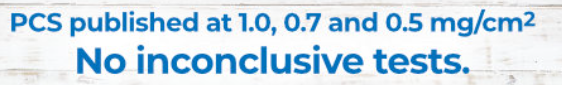 PCS published at 1.0, 0.7 and 0.5 mg/cm²
No inconclusive tests.